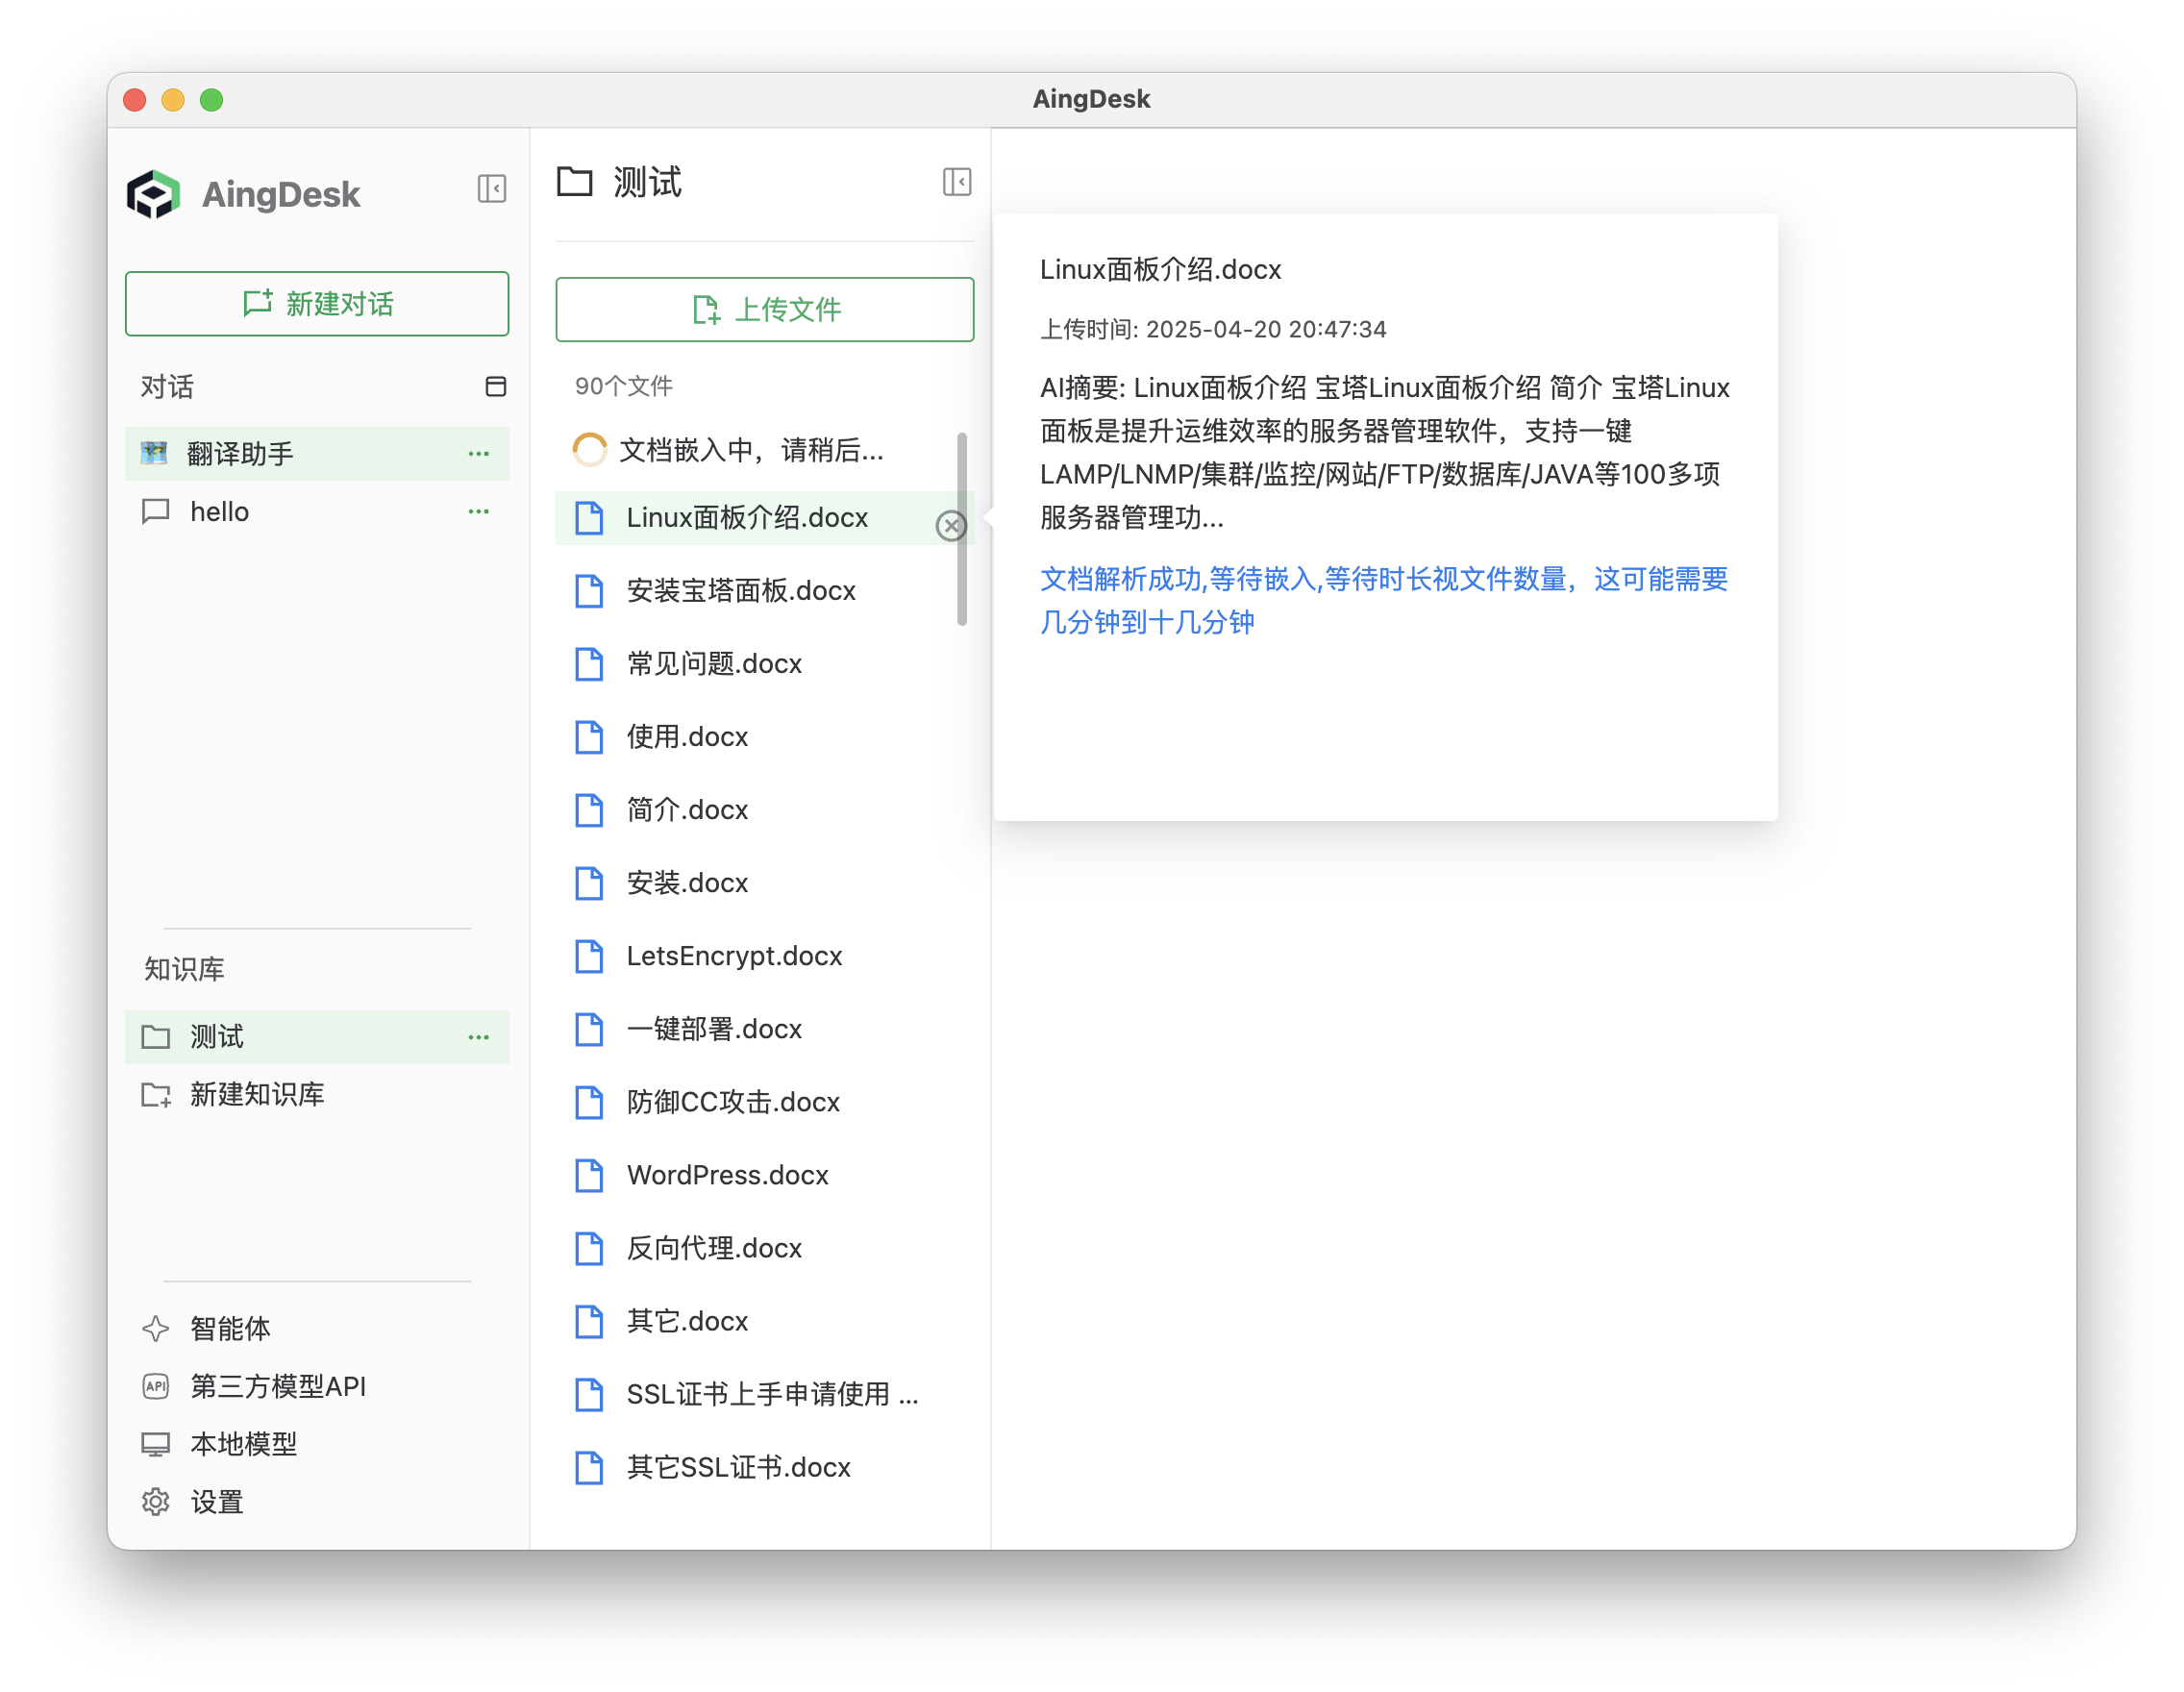 AingDesk
AingDesk
新建对话
对话
翻译助手
hello
知识库
测试
新建知识库
智能体
API
第三方模型API
本地模型
设置
测试
上传文件
90个文件
文档嵌入中，请稍后...
Linux面板介绍.docx
安装宝塔面板.docx
常见问题.docx
使用.docx
简介.docx
安装.docx
LetsEncrypt.docx
一键部署.docx
防御CC攻击.docx
WordPress.docx
反向代理.docx
其它.docx
SSL证书上手申请使用 ...
其它SSL证书.docx
Linux面板介绍.docx
上传时间: 2025-04-20 20:47:34
AI摘要: Linux面板介绍 宝塔Linux面板介绍 简介 宝塔Linux
面板是提升运维效率的服务器管理软件，支持一键
LAMP/LNMP/集群/监控/网站/FTP/数据库/JAVA等100多项
服务器管理功...
文档解析成功,等待嵌入,等待时长视文件数量，这可能需要
几分钟到十几分钟